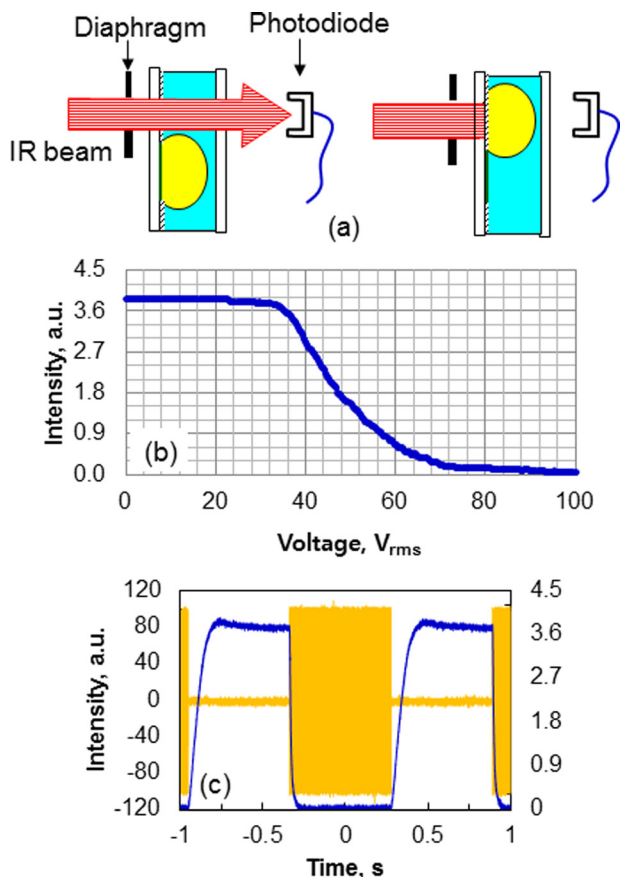 Diaphragm
Photodiode
IR beam
(a)
4.5
3.6
2.7
1.8
0.9
0.0
Intensity, a.u.
(b)
0 20 40 60 80 100
Voltage, Vrms
120
80
40
0
-40
-80
-120
Intensity, a.u.
4.5
3.6
2.7
1.8
0.9
0
(c)
-1 -0.5 0 0.5 1
Time, s